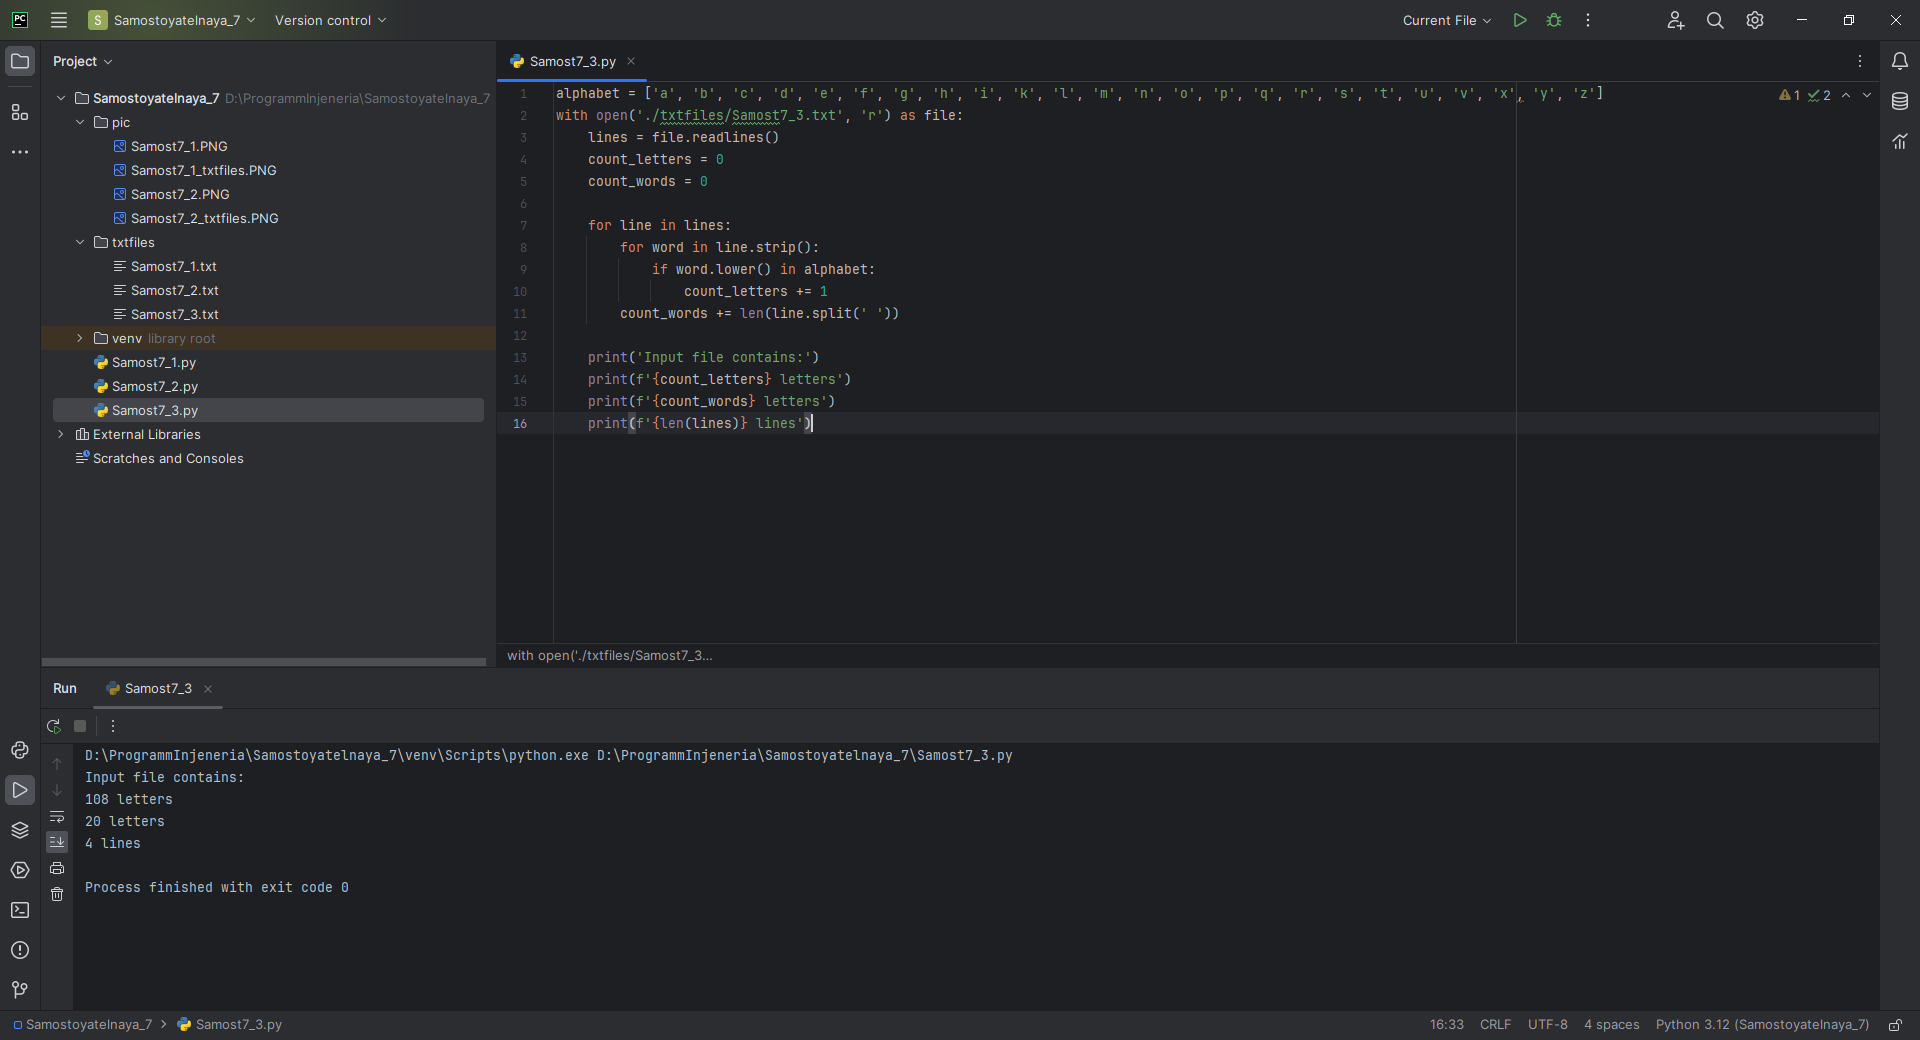 PC
S Samostoyatelnaya_7
Version control
Current File
Project
Samostoyatelnaya_7 D:\ProgrammInjeneria\Samostoyatelnaya_7
pic
Samost7_1.PNG
Samost7_1_txtfiles.PNG
Samost7_2.PNG
Samost7_2_txtfiles.PNG
txtfiles
Samost7_1.txt
Samost7_2.txt
Samost7_3.txt
venv library root
Samost7_1.py
Samost7_2.py
Samost7_3.py
External Libraries
Scratches and Consoles
Samost7_3.py
1 alphabet = ['a', 'b', 'c', 'd', 'e', 'f', 'g', 'h', 'i', 'k', 'l', 'm', 'n', 'o', 'p', 'q', 'r', 's', 't', 'u', 'v', 'x', 'y', 'z']
1 2
2 with open('./txtfiles/Samost7_3.txt', 'r') as file:
3     lines = file.readlines()
4     count_letters = 0
5     count_words = 0
6
7     for line in lines:
8         for word in line.strip():
9             if word.lower() in alphabet:
10                 count_letters += 1
11         count_words += len(line.split(' '))
12
13     print('Input file contains:')
14     print(f'{count_letters} letters')
15     print(f'{count_words} letters')
16     print(f'{len(lines)} lines')
with open('./txtfiles/Samost7_3...
Run
Samost7_3
D:\ProgrammInjeneria\Samostoyatelnaya_7\venv\Scripts\python.exe D:\ProgrammInjeneria\Samostoyatelnaya_7\Samost7_3.py
Input file contains:
108 letters
20 letters
4 lines
Process finished with exit code 0
Samostoyatelnaya_7 > Samost7_3.py
16:33 CRLF UTF-8 4 spaces Python 3.12 (Samostoyatelnaya_7)